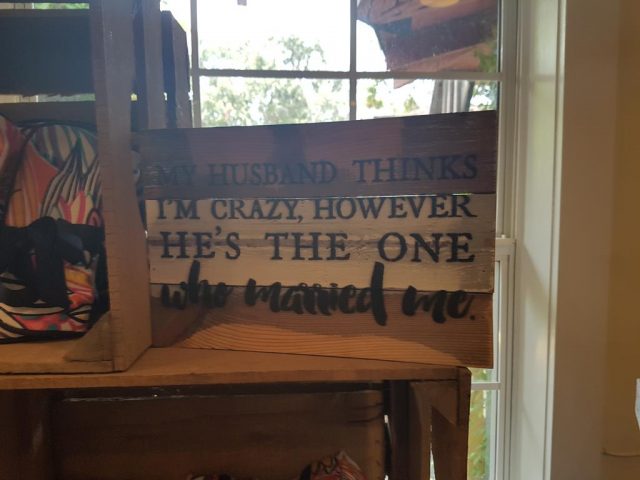 MY HUSBAND THINKS
I'M CRAZY, HOWEVER
HE'S THE ONE
who married me.